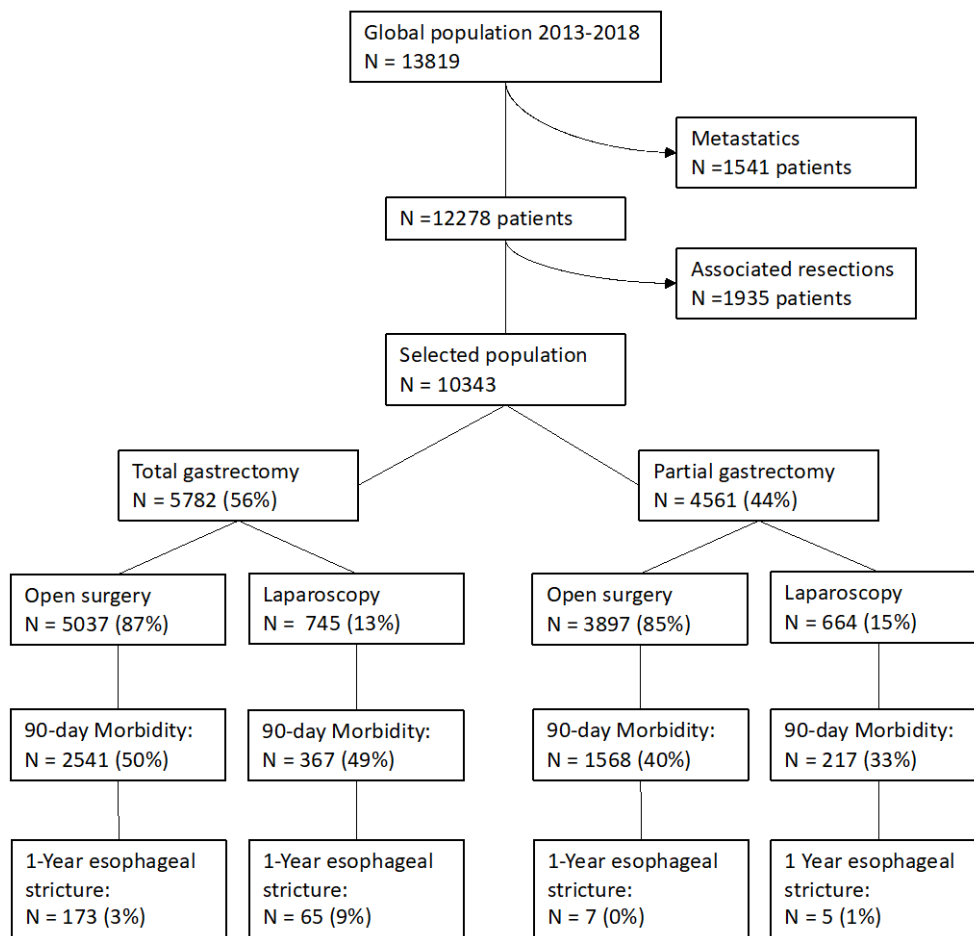 Global population 2013-2018
N = 13819
Metastatics
N =1541 patients
N =12278 patients
Associated resections
N =1935 patients
Selected population
N = 10343
Total gastrectomy
N = 5782 (56%)
Partial gastrectomy
N = 4561 (44%)
Open surgery
N = 5037 (87%)
Laparoscopy
N =  745 (13%)
Open surgery
N = 3897 (85%)
Laparoscopy
N = 664 (15%)
90-day Morbidity:
N = 2541 (50%)
90-day Morbidity:
N = 367 (49%)
90-day Morbidity:
N = 1568 (40%)
90-day Morbidity:
N = 217 (33%)
1-Year esophageal
stricture:
N = 173 (3%)
1-Year esophageal
stricture:
N = 65 (9%)
1-Year esophageal
stricture:
N = 7 (0%)
1 Year esophageal
stricture:
N = 5 (1%)